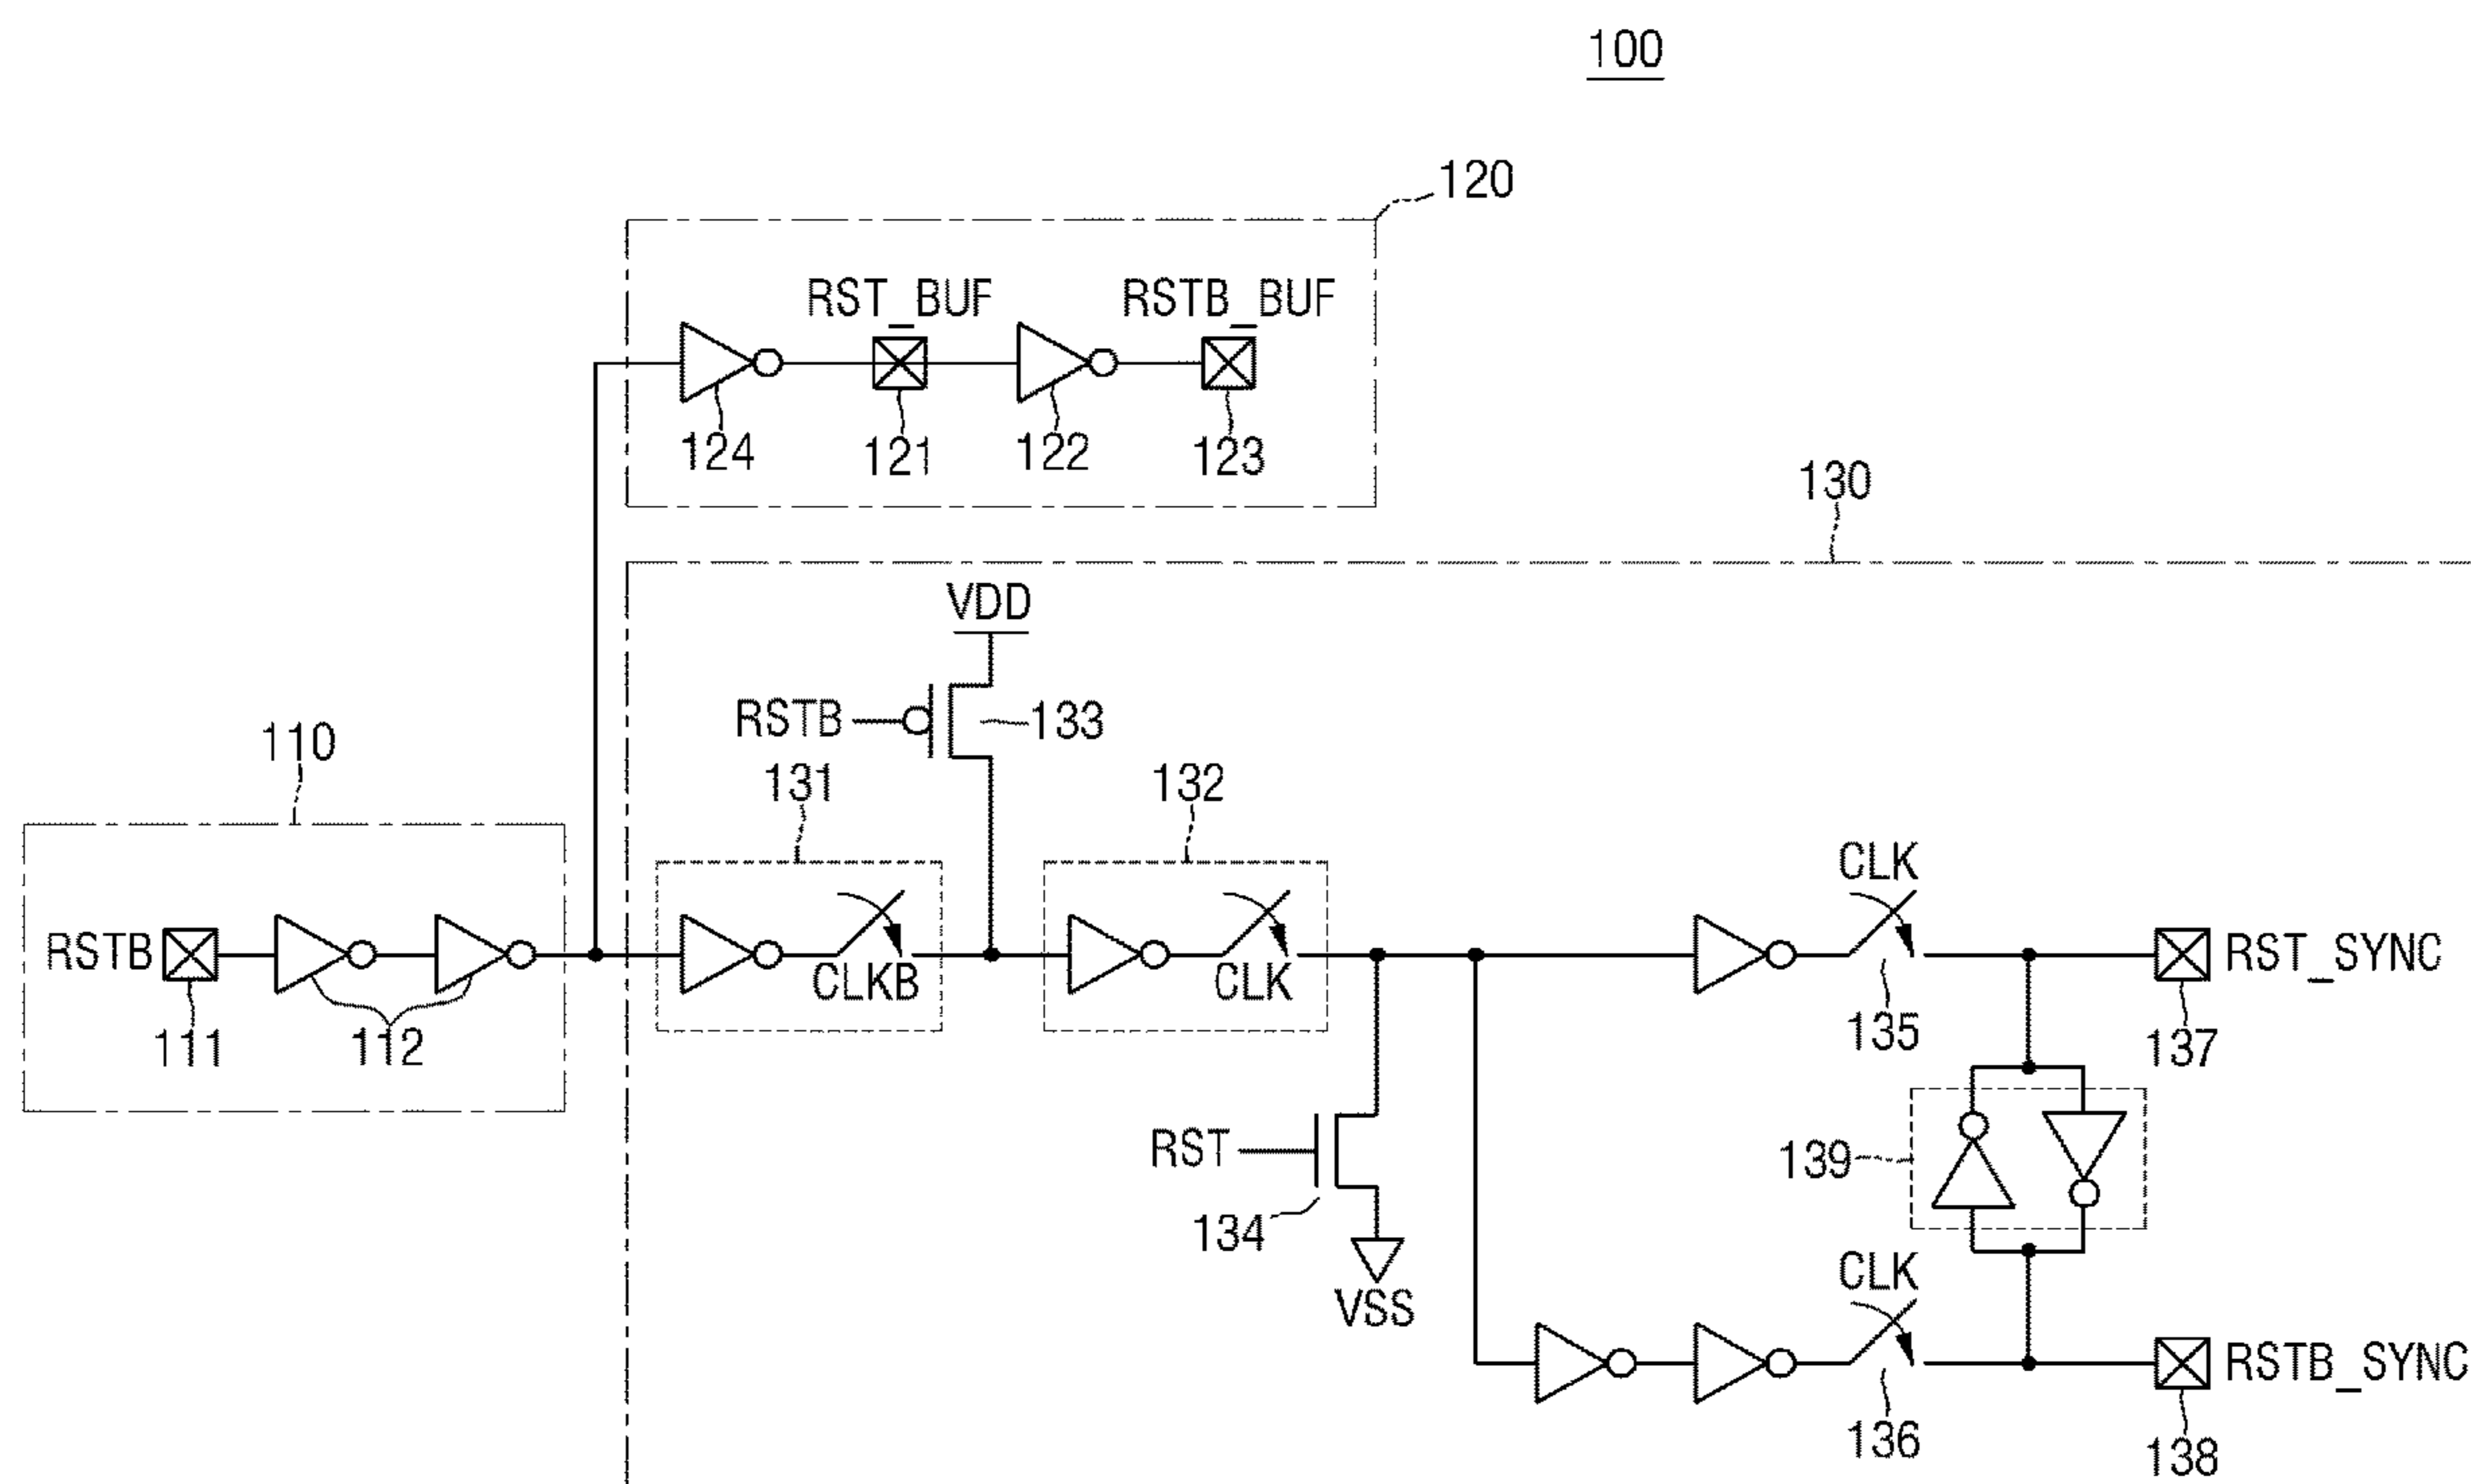 100
120
RST_BUF RSTB_BUF
124 121 122 123
130
VDD
RSTB 133
110
131 132
CLK
RSTB RST_SYNC
CLKB CLK
111 112 135 137
RST 139
134
CLK
VSS
RSTB_SYNC
136 138